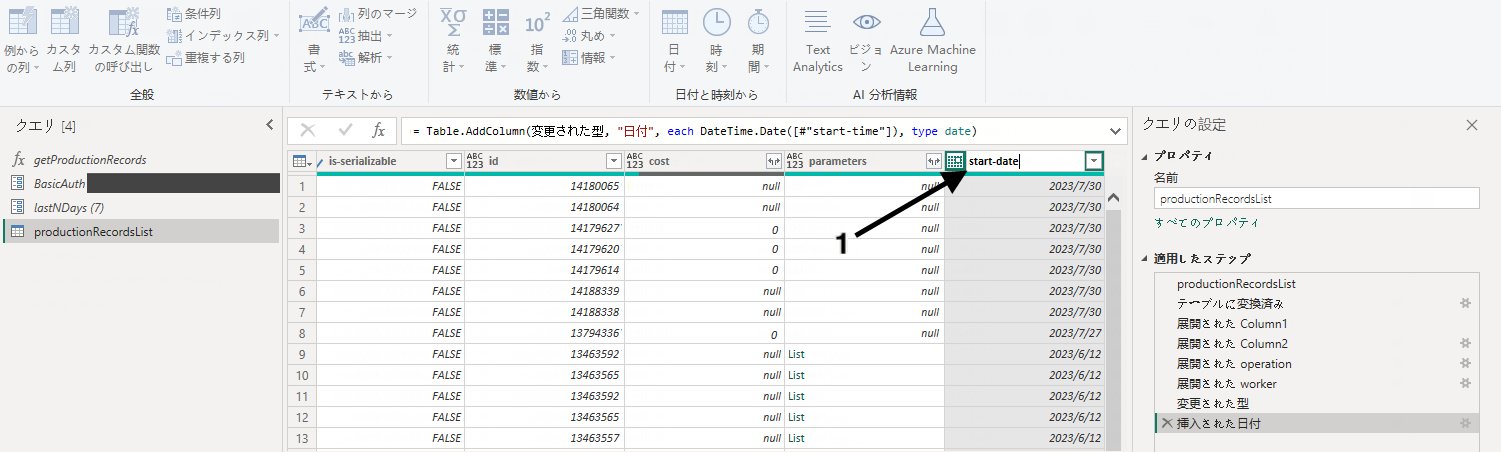 例から
の列
カスタ
ム列
カスタム関数
の呼び出し
条件列
インデックス列
重複する列
全般
ABC
書
式
列のマージ
ABC
123
抽出
abc
解析
テキストから
ΧΣσ
統
計
標
準
10²
指
数
三角関数
.00
→.0
丸め
情報
数値から
日
付
時
刻
期
間
日付と時刻から
Text
Analytics
ビジョ
ン
Azure Machine
Learning
AI 分析情報
クエリ [4]
fx getProductionRecords
BasicAuth
lastNDays (7)
productionRecordsList
fx
= Table.AddColumn(変更された型, "日付", each DateTime.Date([#"start-time"]), type date)
is-serializable ABC 123 id ABC 123 cost ABC 123 parameters start-date
1 FALSE 14180065 null null 2023/7/30
2 FALSE 14180064 null null 2023/7/30
3 FALSE 14179627 0 null 2023/7/30
4 FALSE 14179620 0 null 2023/7/30
5 FALSE 14179614 0 null 2023/7/30
6 FALSE 14188339 null null 2023/7/30
7 FALSE 14188338 null null 2023/7/30
8 FALSE 13794336 0 null 2023/7/27
9 FALSE 13463592 null List 2023/6/12
10 FALSE 13463565 null List 2023/6/12
11 FALSE 13463592 null List 2023/6/12
12 FALSE 13463565 null List 2023/6/12
13 FALSE 13463557 null List 2023/6/12
1
クエリの設定
プロパティ
名前
productionRecordsList
すべてのプロパティ
適用したステップ
productionRecordsList
テーブルに変換済み
展開された Column1
展開された Column2
展開された operation
展開された worker
変更された型
挿入された日付